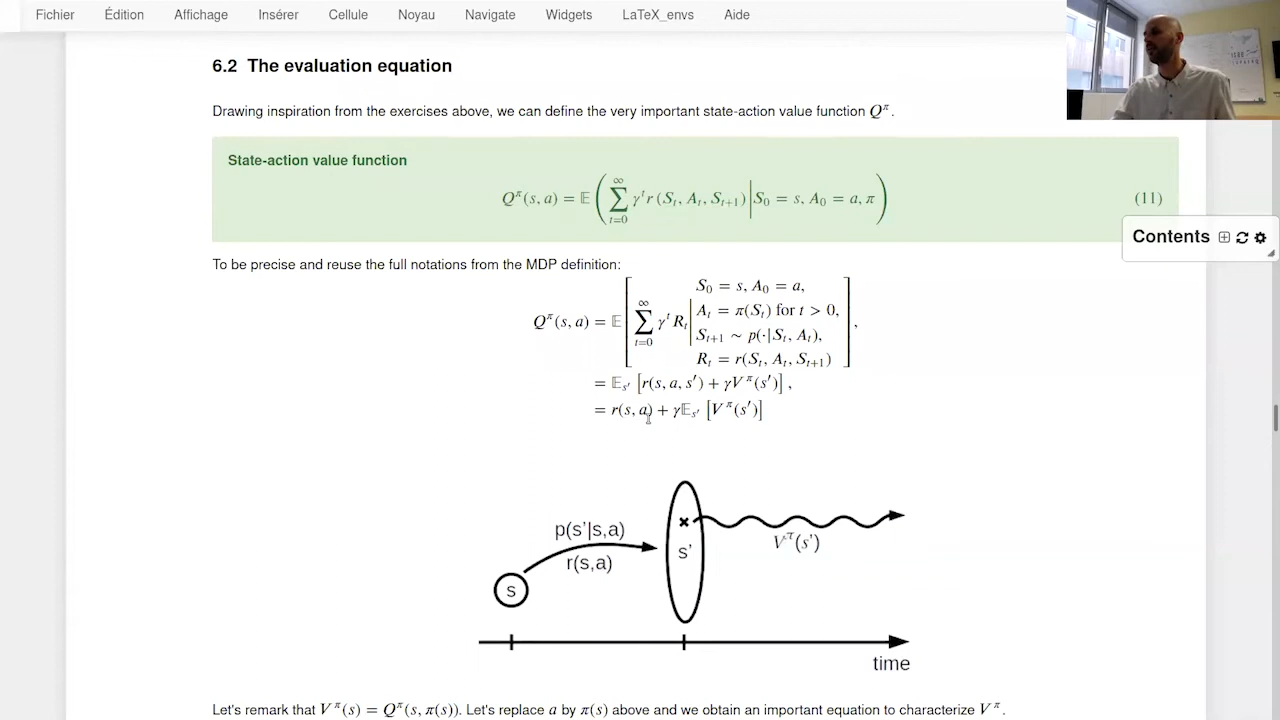 Fichier Édition Affichage Insérer Cellule Noyau Navigate Widgets LaTeX_envs Aide
6.2 The evaluation equation
Drawing inspiration from the exercises above, we can define the very important state-action value function Q^π.
State-action value function
Q^π(s, a) = 𝔼 ( ∑_{t=0}^{∞} γ^t r (S_t, A_t, S_{t+1}) | S_0 = s, A_0 = a, π ) (11)
Contents
To be precise and reuse the full notations from the MDP definition:
S_0 = s, A_0 = a,
Q^π(s, a) = 𝔼 [ ∑_{t=0}^{∞} γ^t R_t | A_t = π(S_t) for t > 0,
S_{t+1} ∼ p(·|S_t, A_t),
R_t = r(S_t, A_t, S_{t+1}) ] ,
= 𝔼_{s′} [r(s, a, s′) + γV^π(s′)] ,
= r(s, a) + γ𝔼_{s′} [V^π(s′)]
p(s'|s,a)
r(s,a)
s
s'
V^π(s')
time
Let's remark that V^π(s) = Q^π(s, π(s)). Let's replace a by π(s) above and we obtain an important equation to characterize V^π.